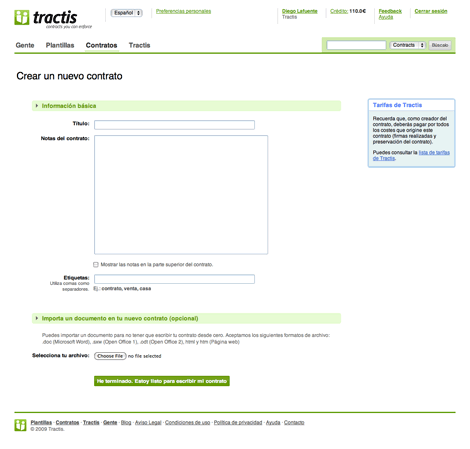 tractis
contracts you can enforce
Español
Preferencias personales
Diego Lafuente
Tractis
Crédito: 110.0€
Feedback
Ayuda
Cerrar sesión
Gente Plantillas Contratos Tractis
Contracts
Búscalo
Crear un nuevo contrato
Información básica
Título:
Notas del contrato:
Mostrar las notas en la parte superior del contrato.
Etiquetas:
Utiliza comas como
separadores.
Ej.: contrato, venta, casa
Tarifas de Tractis
Recuerda que, como creador del
contrato, deberás pagar por todos
los costes que origine este
contrato (firmas realizadas y
preservación del contrato).
Puedes consultar la lista de tarifas
de Tractis.
Importa un documento en tu nuevo contrato (opcional)
Puedes importar un documento para no tener que escribir tu contrato desde cero. Aceptamos los siguientes formatos de archivo:
.doc (Microsoft Word), .sxw (Open Office 1), .odt (Open Office 2), html y htm (Página web)
Selecciona tu archivo:
Choose File
no file selected
He terminado. Estoy listo para escribir mi contrato
Plantillas · Contratos · Tractis · Gente · Blog · Aviso Legal · Condiciones de uso · Política de privacidad · Ayuda · Contacto
© 2009 Tractis.